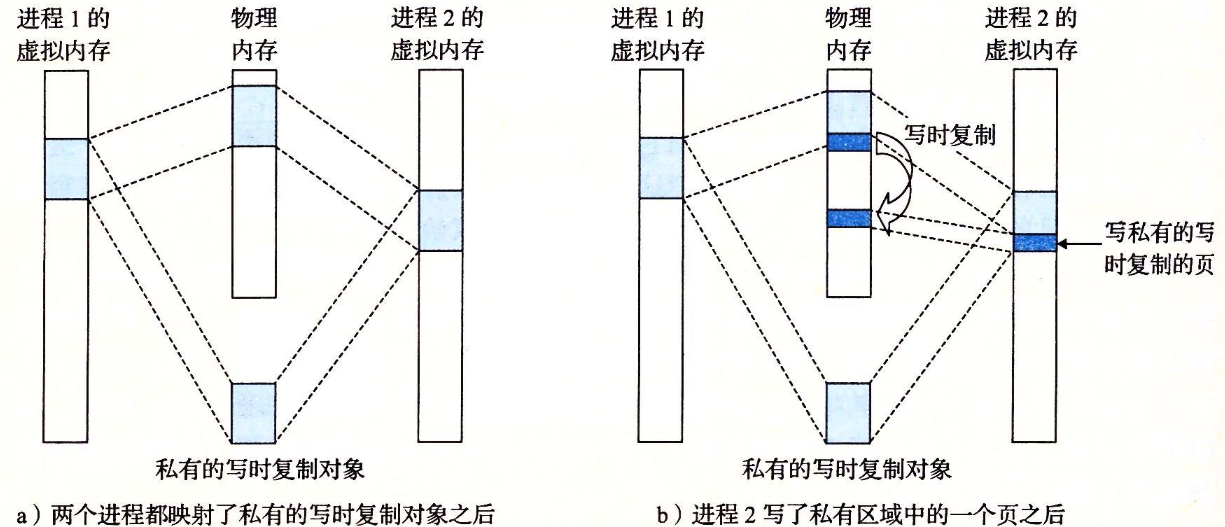 进程 1 的
虚拟内存
物理
内存
进程 2 的
虚拟内存
私有的写时复制对象
a）两个进程都映射了私有的写时复制对象之后
进程 1 的
虚拟内存
物理
内存
进程 2 的
虚拟内存
写时复制
写私有的写
时复制的页
私有的写时复制对象
b）进程 2 写了私有区域中的一个页之后